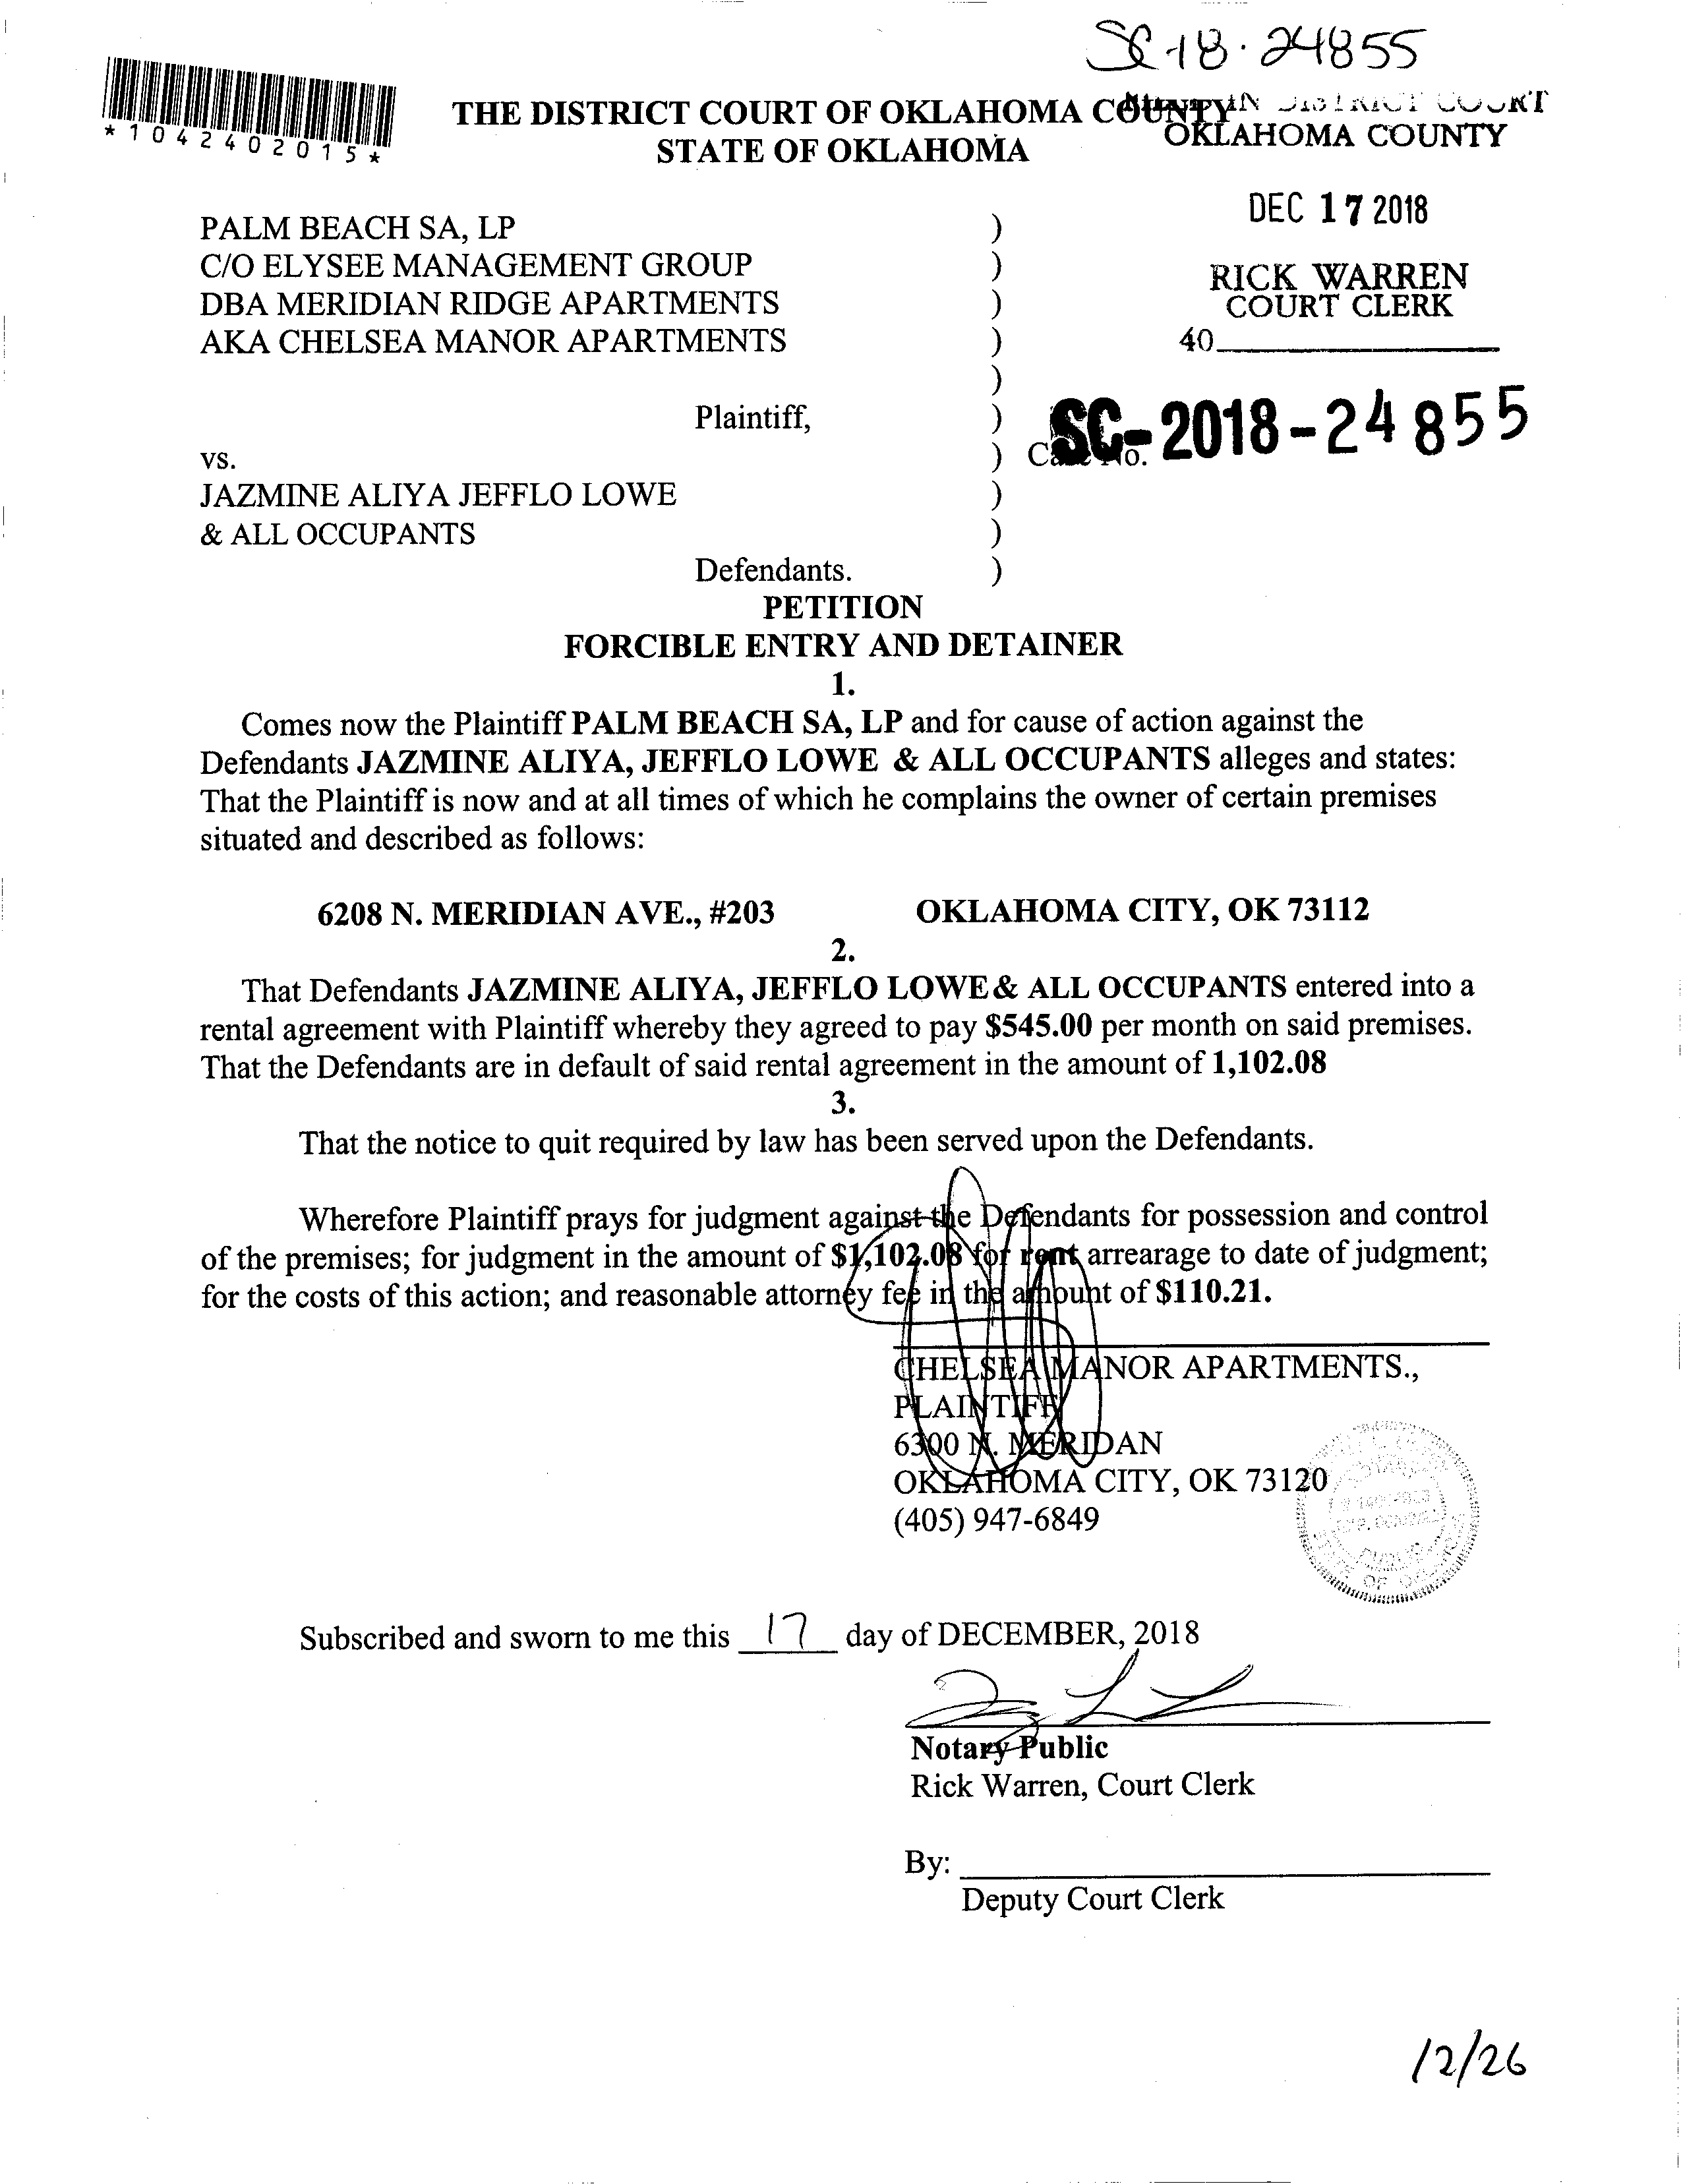 SC-18-24855
*1042402015*
THE DISTRICT COURT OF OKLAHOMA COUNTY
STATE OF OKLAHOMA
IN DISTRICT COURT
OKLAHOMA COUNTY
DEC 17 2018
RICK WARREN
COURT CLERK
40
PALM BEACH SA, LP )
C/O ELYSEE MANAGEMENT GROUP )
DBA MERIDIAN RIDGE APARTMENTS )
AKA CHELSEA MANOR APARTMENTS )
)
Plaintiff, )
vs. ) Case No. SC-2018-24855
JAZMINE ALIYA JEFFLO LOWE )
& ALL OCCUPANTS )
Defendants. )
PETITION
FORCIBLE ENTRY AND DETAINER
1.
Comes now the Plaintiff PALM BEACH SA, LP and for cause of action against the
Defendants JAZMINE ALIYA, JEFFLO LOWE & ALL OCCUPANTS alleges and states:
That the Plaintiff is now and at all times of which he complains the owner of certain premises
situated and described as follows:
6208 N. MERIDIAN AVE., #203 OKLAHOMA CITY, OK 73112
2.
That Defendants JAZMINE ALIYA, JEFFLO LOWE& ALL OCCUPANTS entered into a
rental agreement with Plaintiff whereby they agreed to pay $545.00 per month on said premises.
That the Defendants are in default of said rental agreement in the amount of 1,102.08
3.
That the notice to quit required by law has been served upon the Defendants.
Wherefore Plaintiff prays for judgment against the Defendants for possession and control
of the premises; for judgment in the amount of $1,102.08 for rent arrearage to date of judgment;
for the costs of this action; and reasonable attorney fee in the amount of $110.21.
CHELSEA MANOR APARTMENTS.,
PLAINTIFF
6300 N. MERIDAN
OKLAHOMA CITY, OK 73120
(405) 947-6849
Subscribed and sworn to me this 17 day of DECEMBER, 2018
Notary Public
Rick Warren, Court Clerk
By:
Deputy Court Clerk
12/26